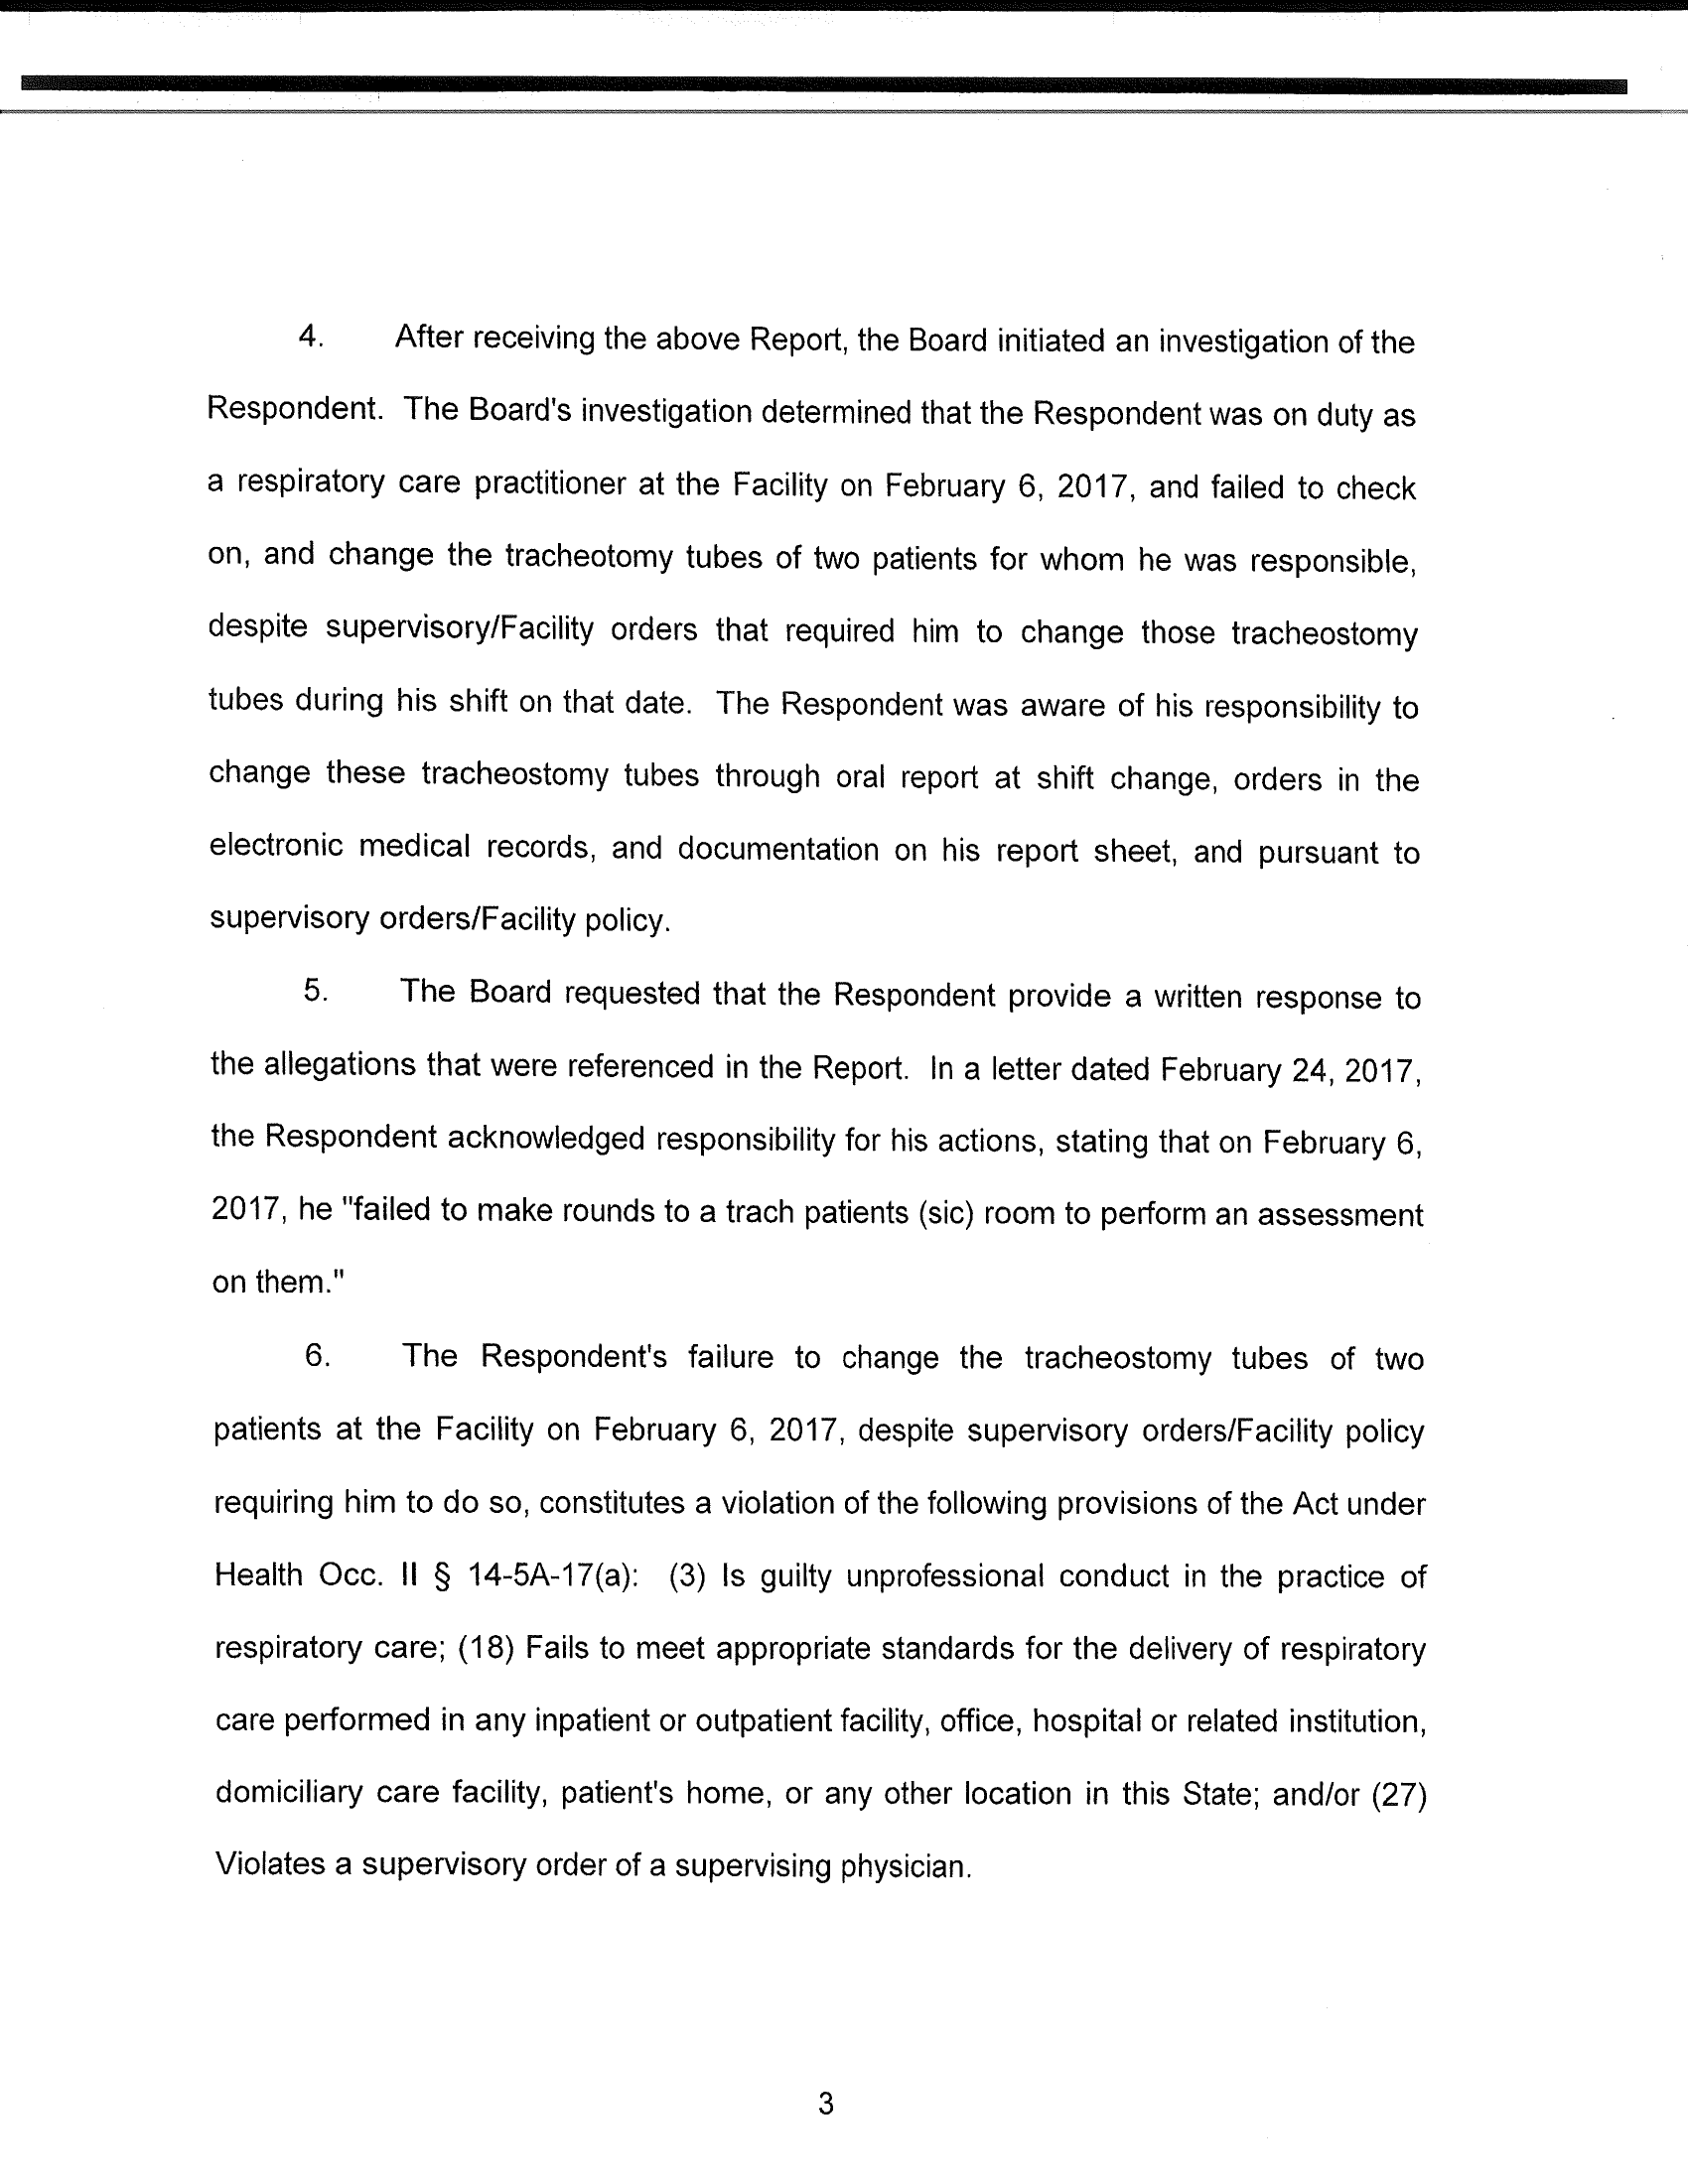 4. After receiving the above Report, the Board initiated an investigation of the
Respondent. The Board's investigation determined that the Respondent was on duty as
a respiratory care practitioner at the Facility on February 6, 2017, and failed to check
on, and change the tracheotomy tubes of two patients for whom he was responsible,
despite supervisory/Facility orders that required him to change those tracheostomy
tubes during his shift on that date. The Respondent was aware of his responsibility to
change these tracheostomy tubes through oral report at shift change, orders in the
electronic medical records, and documentation on his report sheet, and pursuant to
supervisory orders/Facility policy.
5. The Board requested that the Respondent provide a written response to
the allegations that were referenced in the Report. In a letter dated February 24, 2017,
the Respondent acknowledged responsibility for his actions, stating that on February 6,
2017, he "failed to make rounds to a trach patients (sic) room to perform an assessment
on them."
6. The Respondent's failure to change the tracheostomy tubes of two
patients at the Facility on February 6, 2017, despite supervisory orders/Facility policy
requiring him to do so, constitutes a violation of the following provisions of the Act under
Health Occ. II § 14-5A-17(a): (3) Is guilty unprofessional conduct in the practice of
respiratory care; (18) Fails to meet appropriate standards for the delivery of respiratory
care performed in any inpatient or outpatient facility, office, hospital or related institution,
domiciliary care facility, patient's home, or any other location in this State; and/or (27)
Violates a supervisory order of a supervising physician.
3